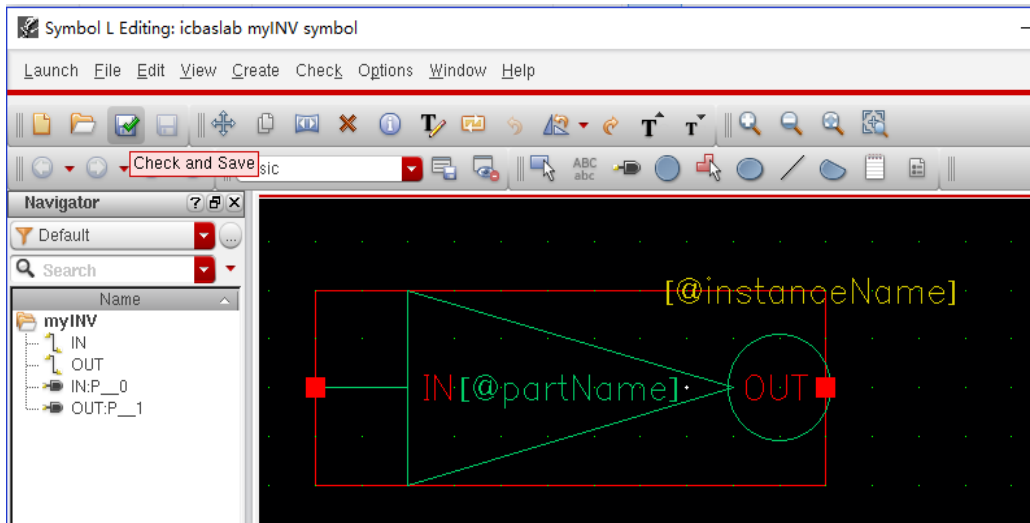 Symbol L Editing: icbaslab myINV symbol
Launch File Edit View Create Check Options Window Help
T T T
Check and Save
sic
ABC
abc
Navigator
Default
Search
Name
myINV
IN
OUT
IN:P__0
OUT:P__1
[@instanceName]
IN [@partName] OUT